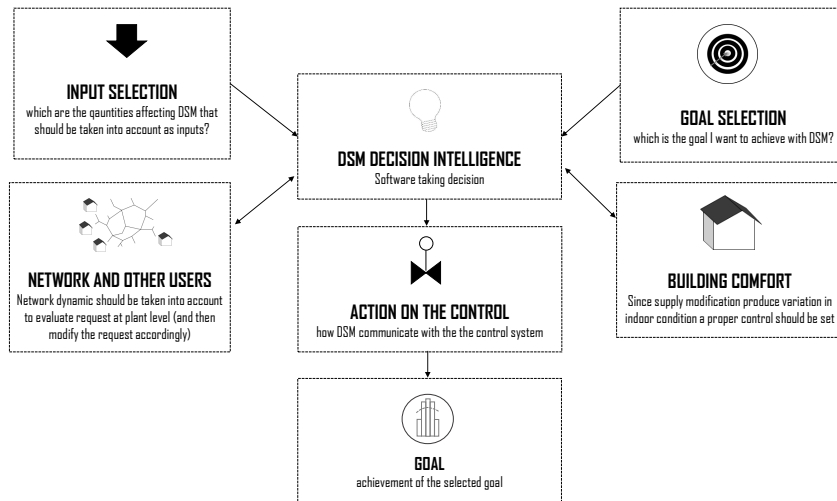 INPUT SELECTION
which are the qauntities affecting DSM that
should be taken into account as inputs?
GOAL SELECTION
which is the goal I want to achieve with DSM?
DSM DECISION INTELLIGENCE
Software taking decision
NETWORK AND OTHER USERS
Network dynamic should be taken into account
to evaluate request at plant level (and then
modify the request accordingly)
BUILDING COMFORT
Since supply modification produce variation in
indoor condition a proper control should be
set
ACTION ON THE CONTROL
how DSM communicate with the the control system
GOAL
achievement of the selected goal